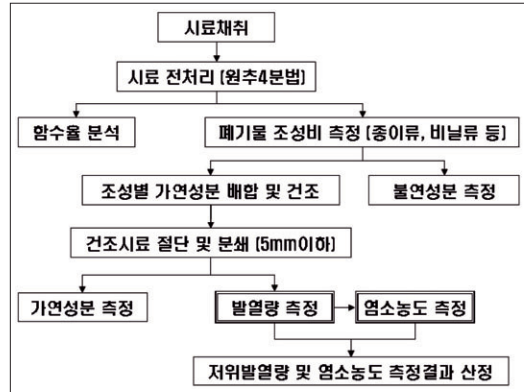 시료채취
시료 전처리 (원추4분법)
함수율 분석
폐기물 조성비 측정 (종이류, 비닐류 등)
조성별 가연성분 배합 및 건조
불연성분 측정
건조시료 절단 및 분쇄 (5mm이하)
가연성분 측정
발열량 측정
염소농도 측정
저위발열량 및 염소농도 측정결과 산정